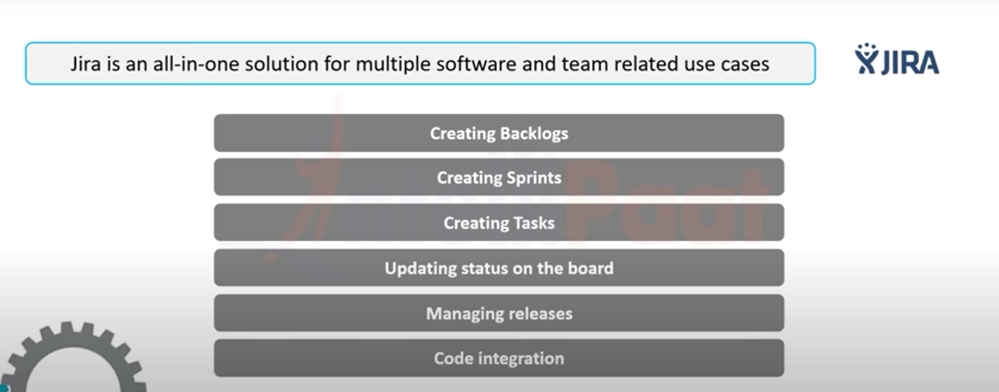 Jira is an all-in-one solution for multiple software and team related use cases
JIRA
Creating Backlogs
Creating Sprints
Creating Tasks
Updating status on the board
Managing releases
Code integration